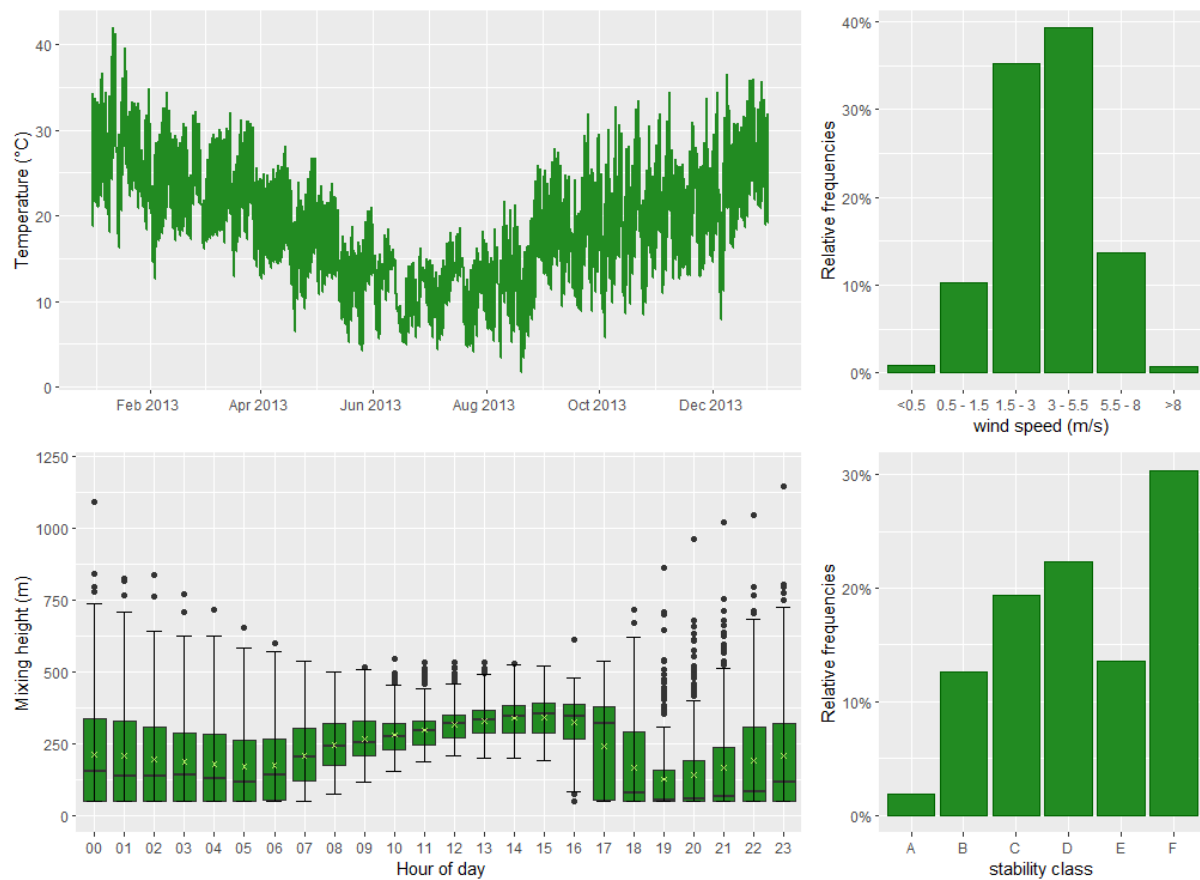 Temperature (°C)
40
30
20
10
0
Feb 2013 Apr 2013 Jun 2013 Aug 2013 Oct 2013 Dec 2013
Relative frequencies
40%
30%
20%
10%
0%
<0.5 0.5 - 1.5 1.5 - 3 3 - 5.5 5.5 - 8 >8
wind speed (m/s)
Mixing height (m)
1250
1000
750
500
250
0
00 01 02 03 04 05 06 07 08 09 10 11 12 13 14 15 16 17 18 19 20 21 22 23
Hour of day
Relative frequencies
30%
20%
10%
0%
A B C D E F
stability class